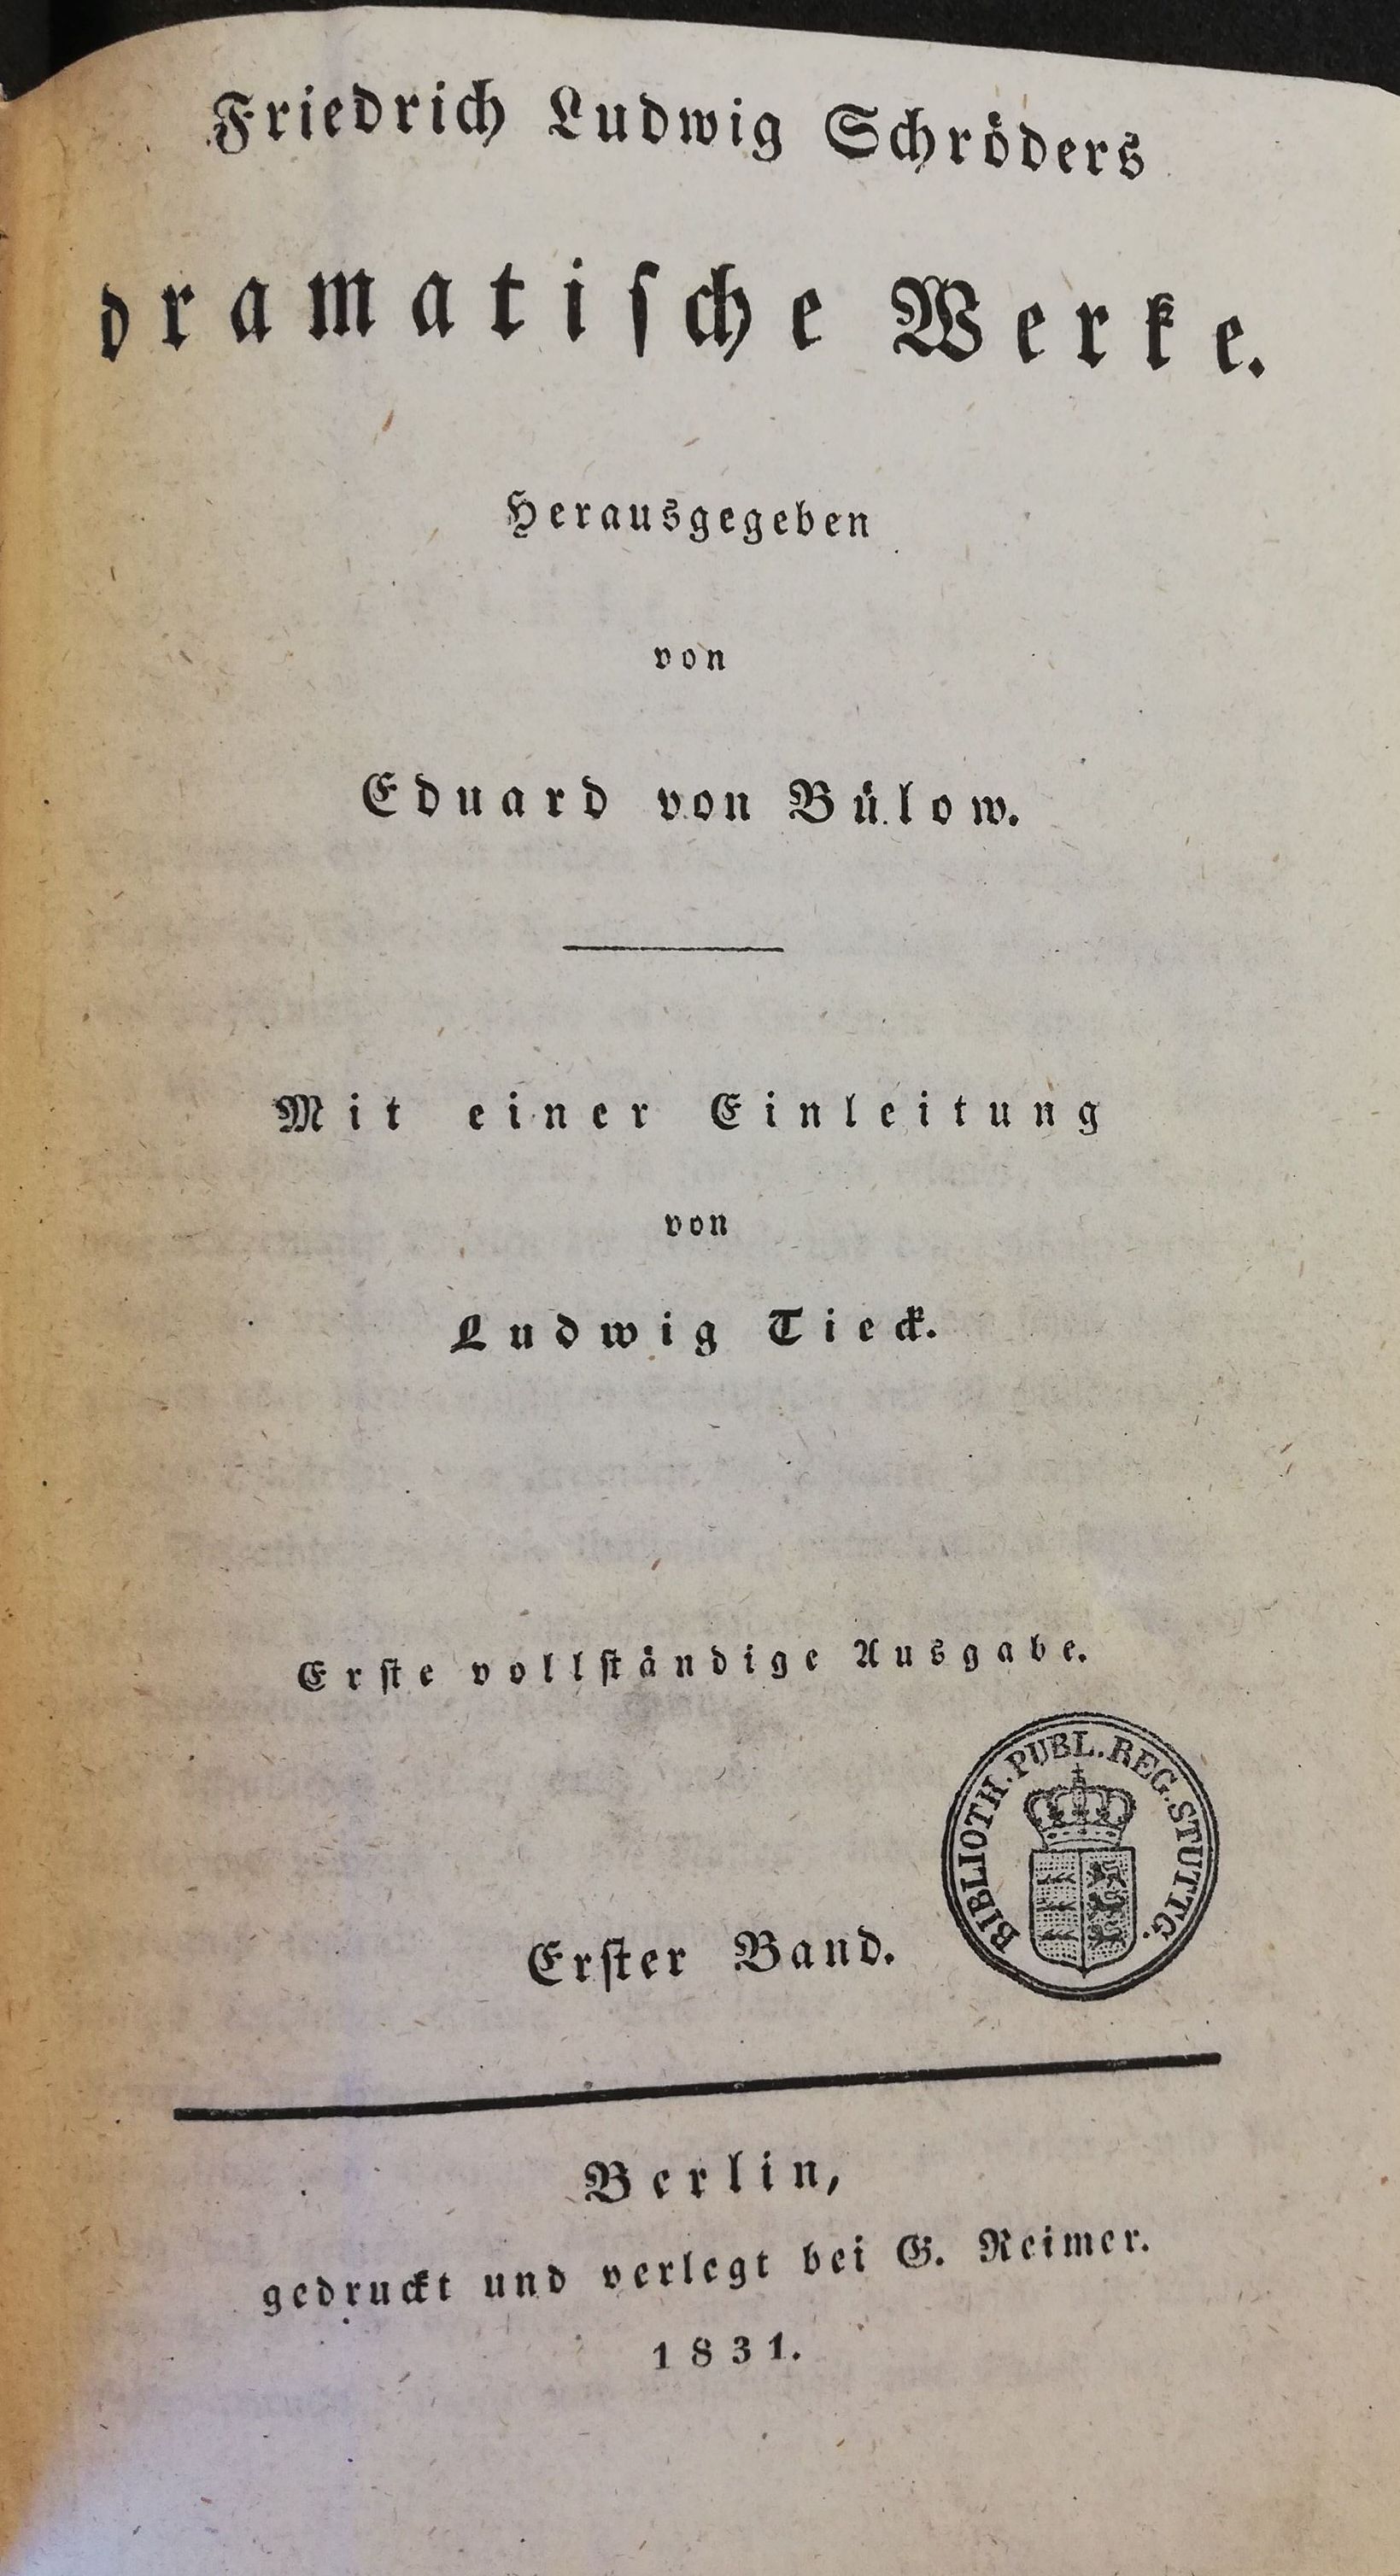 Friedrich Ludwig Schröders
dramatiſche Werke.
Herausgegeben
von
Eduard von Bülow.
Mit einer Einleitung
von
Ludwig Tieck.
Erſte vollſtändige Ausgabe.
BIBLIOTH. PUBL. REG. STUTTG.
Erſter Band.
Berlin,
gedruckt und verlegt bei G. Reimer.
1831.